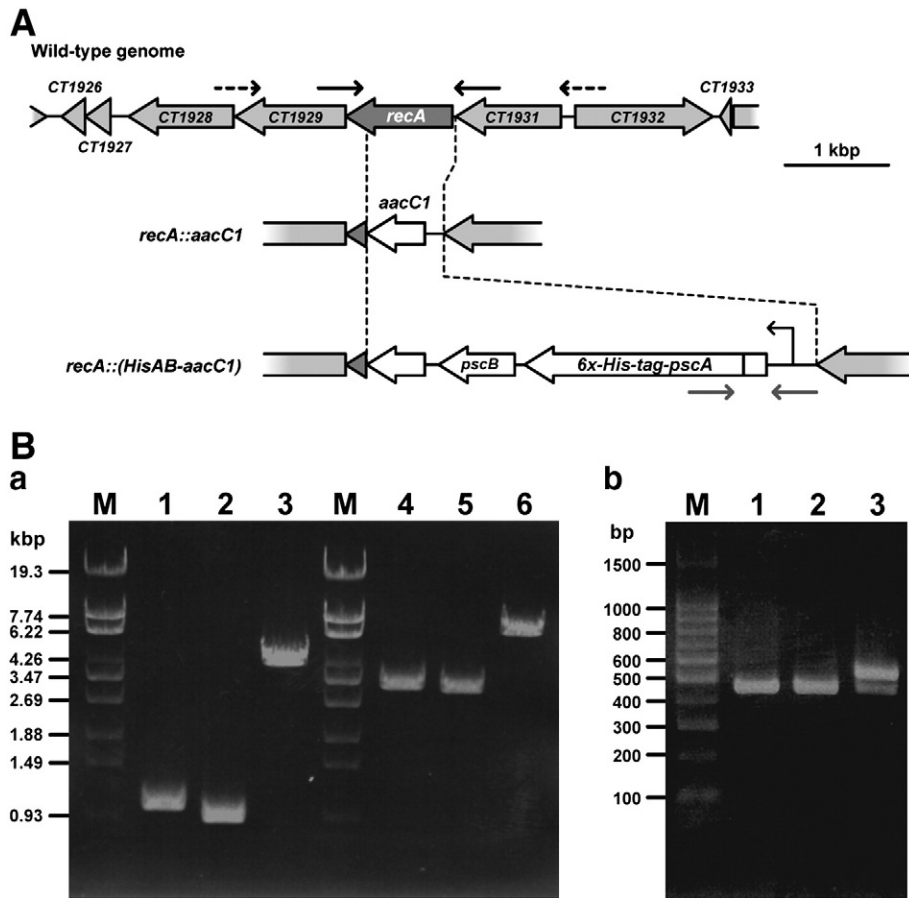 A
Wild-type genome
CT1926
CT1933
CT1928
CT1929
recA
CT1931
CT1932
CT1927
1 kbp
aacC1
recA::aacC1
recA::(HisAB-aacC1)
pscB
6x-His-tag-pscA
B
a
b
M 1 2 3 M 4 5 6
M 1 2 3
kbp
19.3
7.74
6.22
4.26
3.47
2.69
1.88
1.49
0.93
bp
1500
1000
800
600
500
400
300
200
100